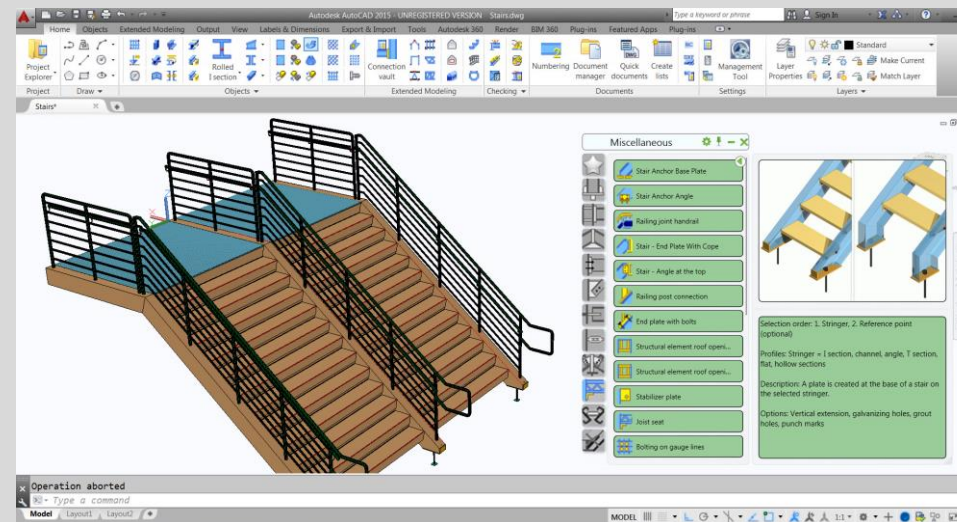 Autodesk AutoCAD 2015 - UNREGISTERED VERSION Stairs.dwg
Type a keyword or phrase
Sign In
Home Objects Extended Modeling Output View Labels & Dimensions Export & Import Tools Autodesk 360 Render BIM 360 Plug-ins Featured Apps Plug-ins
Project
Explorer
Rolled
I section
Connection
vault
Numbering
Document
manager
Quick
documents
Create
lists
Management
Tool
Layer
Properties
Standard
Make Current
Match Layer
Project Draw Objects Extended Modeling Checking Documents Settings Layers
Stairs*
Miscellaneous
Stair Anchor Base Plate
Stair Anchor Angle
Railing joint handrail
Stair - End Plate With Cope
Stair - Angle at the top
Railing post connection
End plate with bolts
Structural element roof openi...
Structural element roof openi...
Stabilizer plate
Joist seat
Bolting on gauge lines
Selection order: 1. Stringer, 2. Reference point
(optional)
Profiles: Stringer = I section, channel, angle, T section,
flat, hollow sections
Description: A plate is created at the base of a stair on
the selected stringer.
Options: Vertical extension, galvanizing holes, grout
holes, punch marks
Operation aborted
Type a command
Model Layout1 Layout2
MODEL 1:1